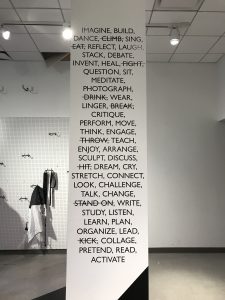 IMAGINE, BUILD,
DANCE, CLIMB, SING,
EAT, REFLECT, LAUGH,
STACK, DEBATE,
INVENT, HEAL, FIGHT,
QUESTION, SIT,
MEDITATE,
PHOTOGRAPH,
DRINK, WEAR,
LINGER, BREAK,
CRITIQUE,
PERFORM, MOVE,
THINK, ENGAGE,
THROW, TEACH,
ENJOY, ARRANGE,
SCULPT, DISCUSS,
HIT, DREAM, CRY,
STRETCH, CONNECT,
LOOK, CHALLENGE,
TALK, CHANGE,
STAND ON, WRITE,
STUDY, LISTEN,
LEARN, PLAN,
ORGANIZE, LEAD,
KICK, COLLAGE,
PRETEND, READ,
ACTIVATE